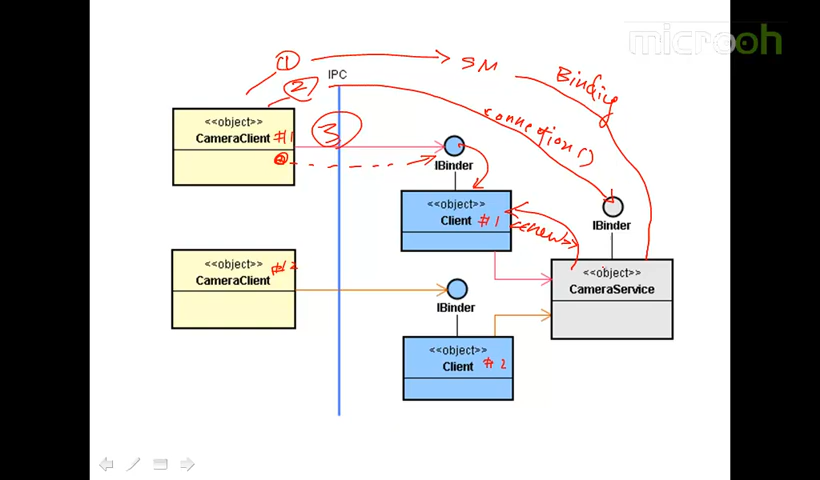 microoh
① SM
② IPC Binding
connection()
<<object>>
CameraClient #1
③
IBinder
<<object>>
Client #1
<<new>>
IBinder
<<object>>
CameraService
<<object>>
CameraClient #2
IBinder
<<object>>
Client #2